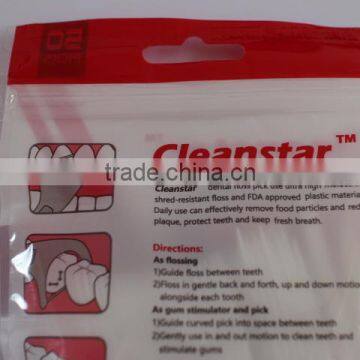 50
Cleanstar™
trade.china.cn
Cleanstar dental floss pick use ultra high
shred-resistant floss and FDA approved plastic
Daily use can effectively remove food particles and
plaque, protect teeth and keep fresh breath.
Directions:
As flossing
1)Guide floss between teeth
2)Floss in gentle back and forth, up and down
alongside each tooth
As gum stimulator and pick
1)Guide curved pick into space between teeth
2)Gently use in and out motion to clean teeth and
stimulate gums